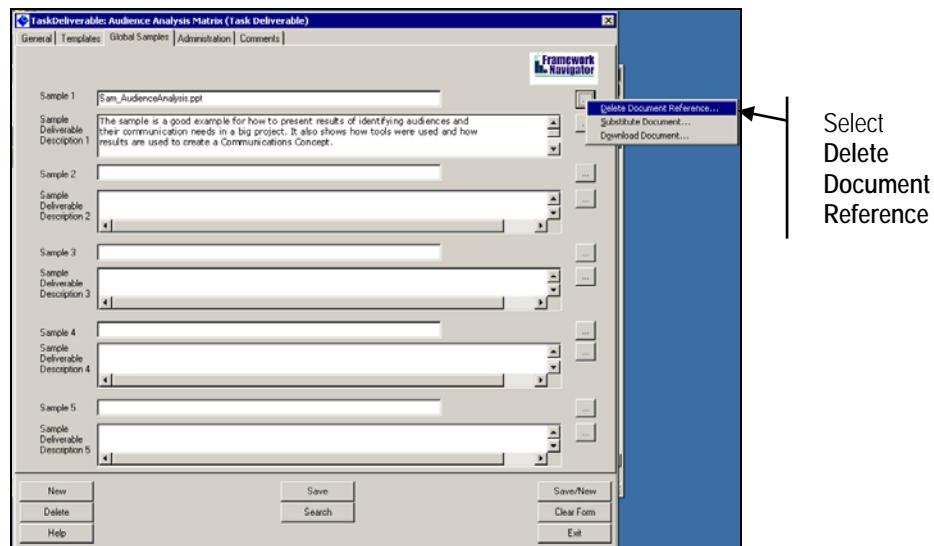 TaskDeliverable: Audience Analysis Matrix (Task Deliverable)
General Templates Global Samples Administration Comments
Framework
Navigator
Sample 1 Sam_AudienceAnalysis.ppt ...
Delete Document Reference...
Substitute Document...
Download Document...
Sample
Deliverable
Description 1
The sample is a good example for how to present results of identifying audiences and
their communication needs in a big project. It also shows how tools were used and how
results are used to create a Communications Concept.
Select
Delete
Document
Reference
Sample 2 ...
Sample
Deliverable
Description 2
...
Sample 3 ...
Sample
Deliverable
Description 3
...
Sample 4 ...
Sample
Deliverable
Description 4
...
Sample 5 ...
Sample
Deliverable
Description 5
...
New Save Save/New
Delete Search Clear Form
Help Exit